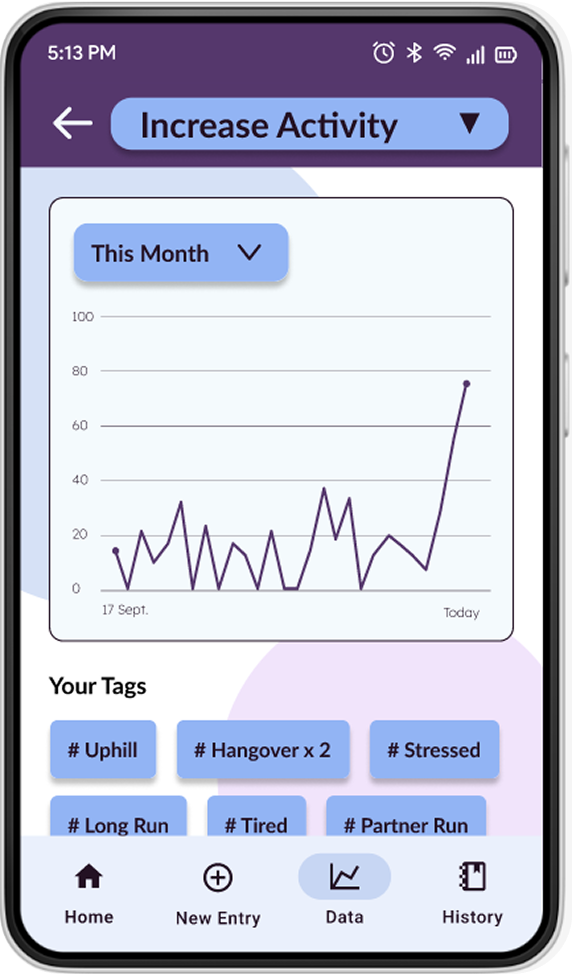 5:13 PM
Increase Activity
This Month
100
80
60
40
20
0
17 Sept.
Today
Your Tags
# Uphill
# Hangover x 2
# Stressed
# Long Run
# Tired
# Partner Run
Home
New Entry
Data
History